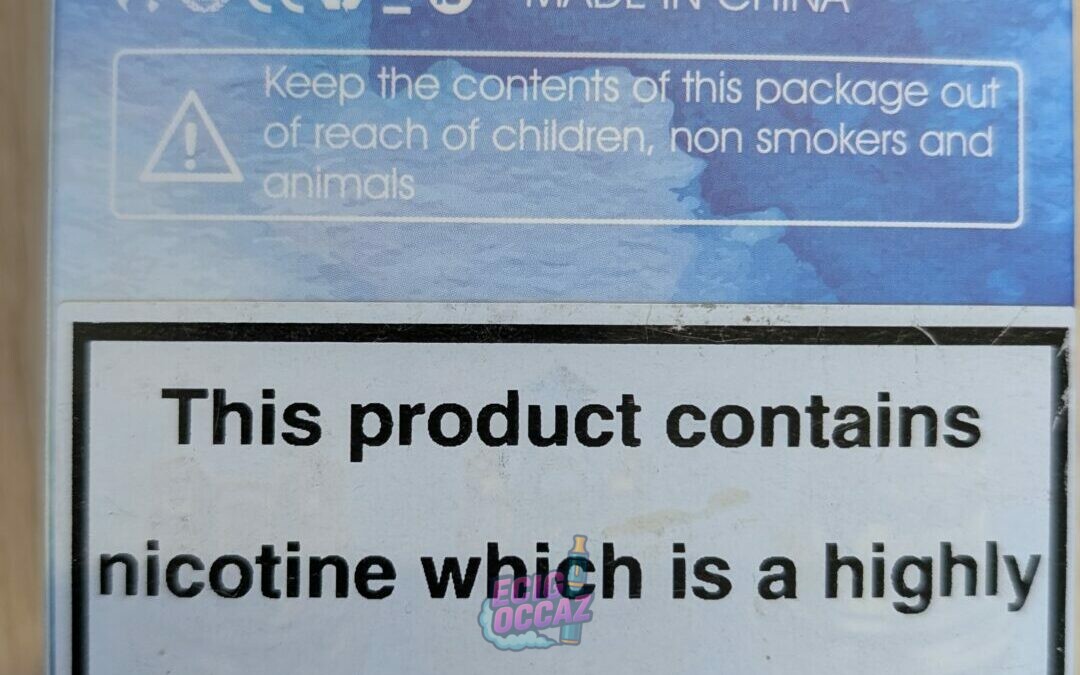 MADE IN CHINA
Keep the contents of this package out
of reach of children, non smokers and
animals
This product contains
nicotine which is a highly
ECIG
OCCAZ